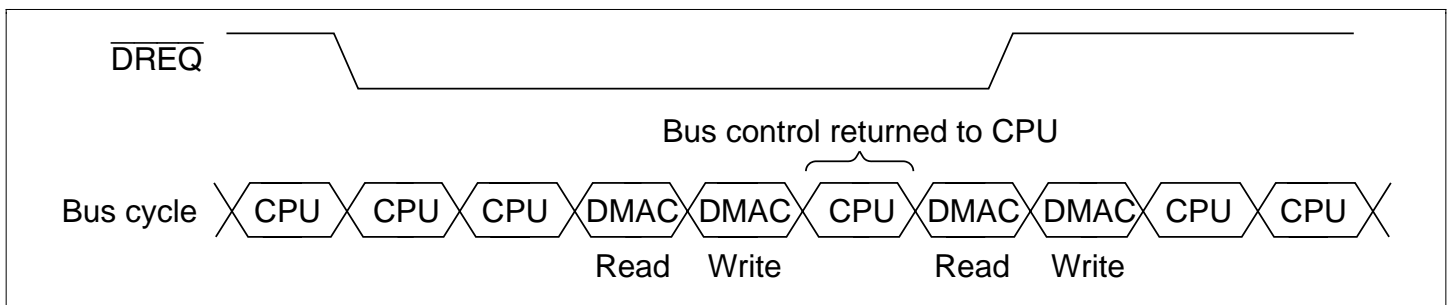 DREQ
Bus control returned to CPU
Bus cycle CPU CPU CPU DMAC DMAC CPU DMAC DMAC CPU CPU
Read Write Read Write